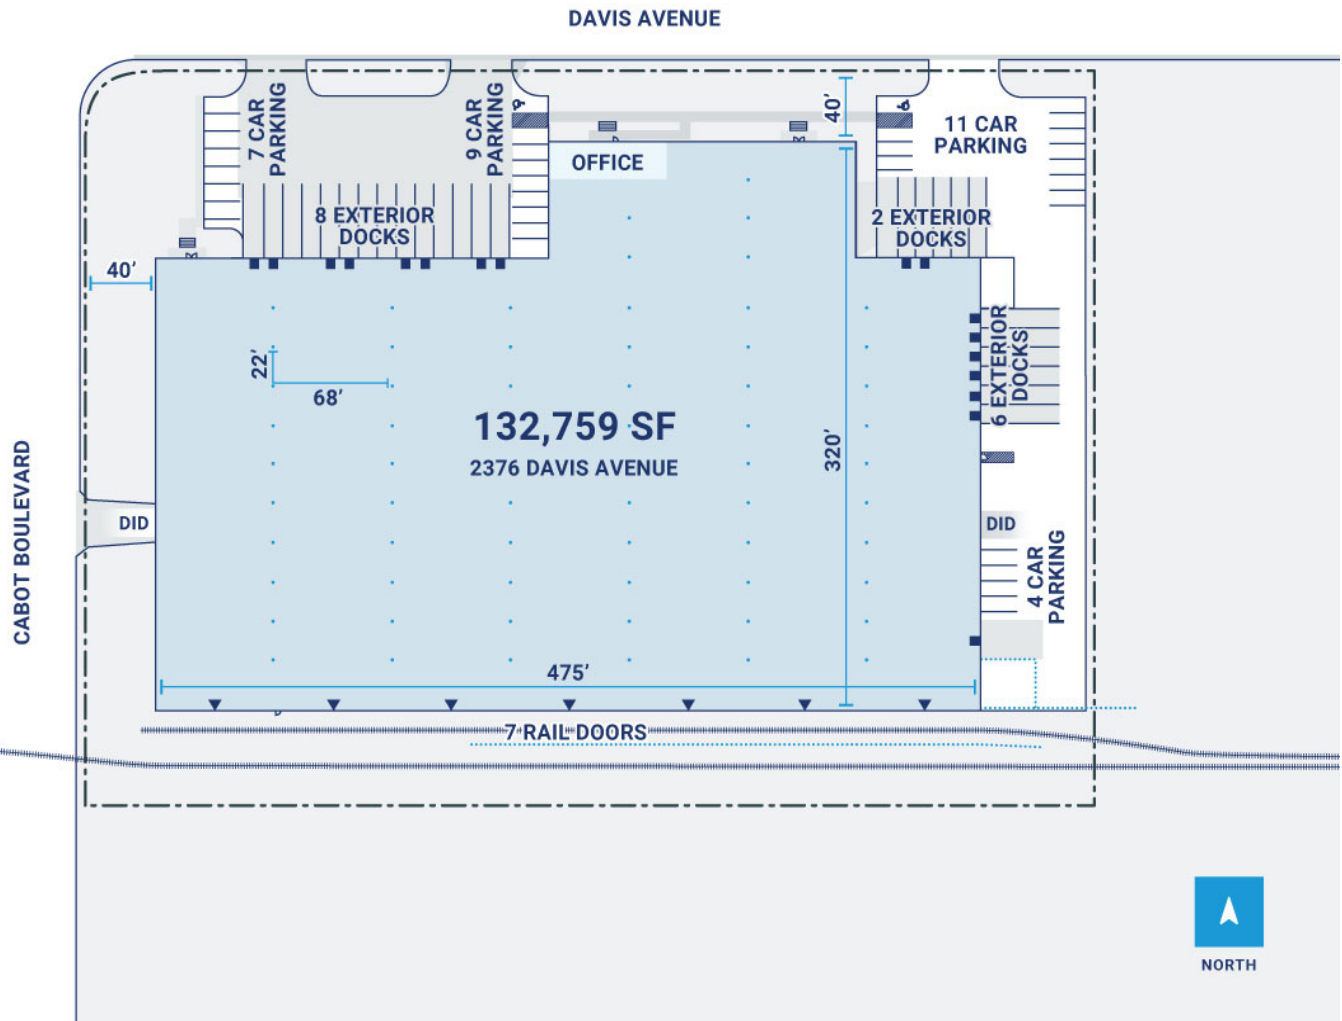 DAVIS AVENUE
7 CAR
PARKING
9 CAR
PARKING
40'
11 CAR
PARKING
OFFICE
8 EXTERIOR
DOCKS
2 EXTERIOR
DOCKS
40'
6 EXTERIOR
DOCKS
22'
68'
132,759 SF
2376 DAVIS AVENUE
320'
CABOT BOULEVARD
DID
DID
4 CAR
PARKING
475'
7 RAIL DOORS
NORTH